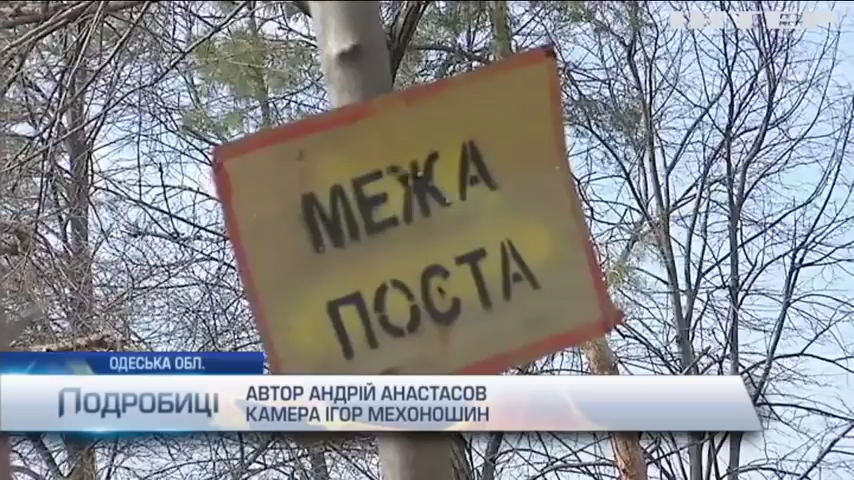 МЕЖА
ПОСТА
ОДЕСЬКА ОБЛ.
ПОДРОБИЦІ
АВТОР АНДРІЙ АНАСТАСОВ
КАМЕРА ІГОР МЕХОНОШИН